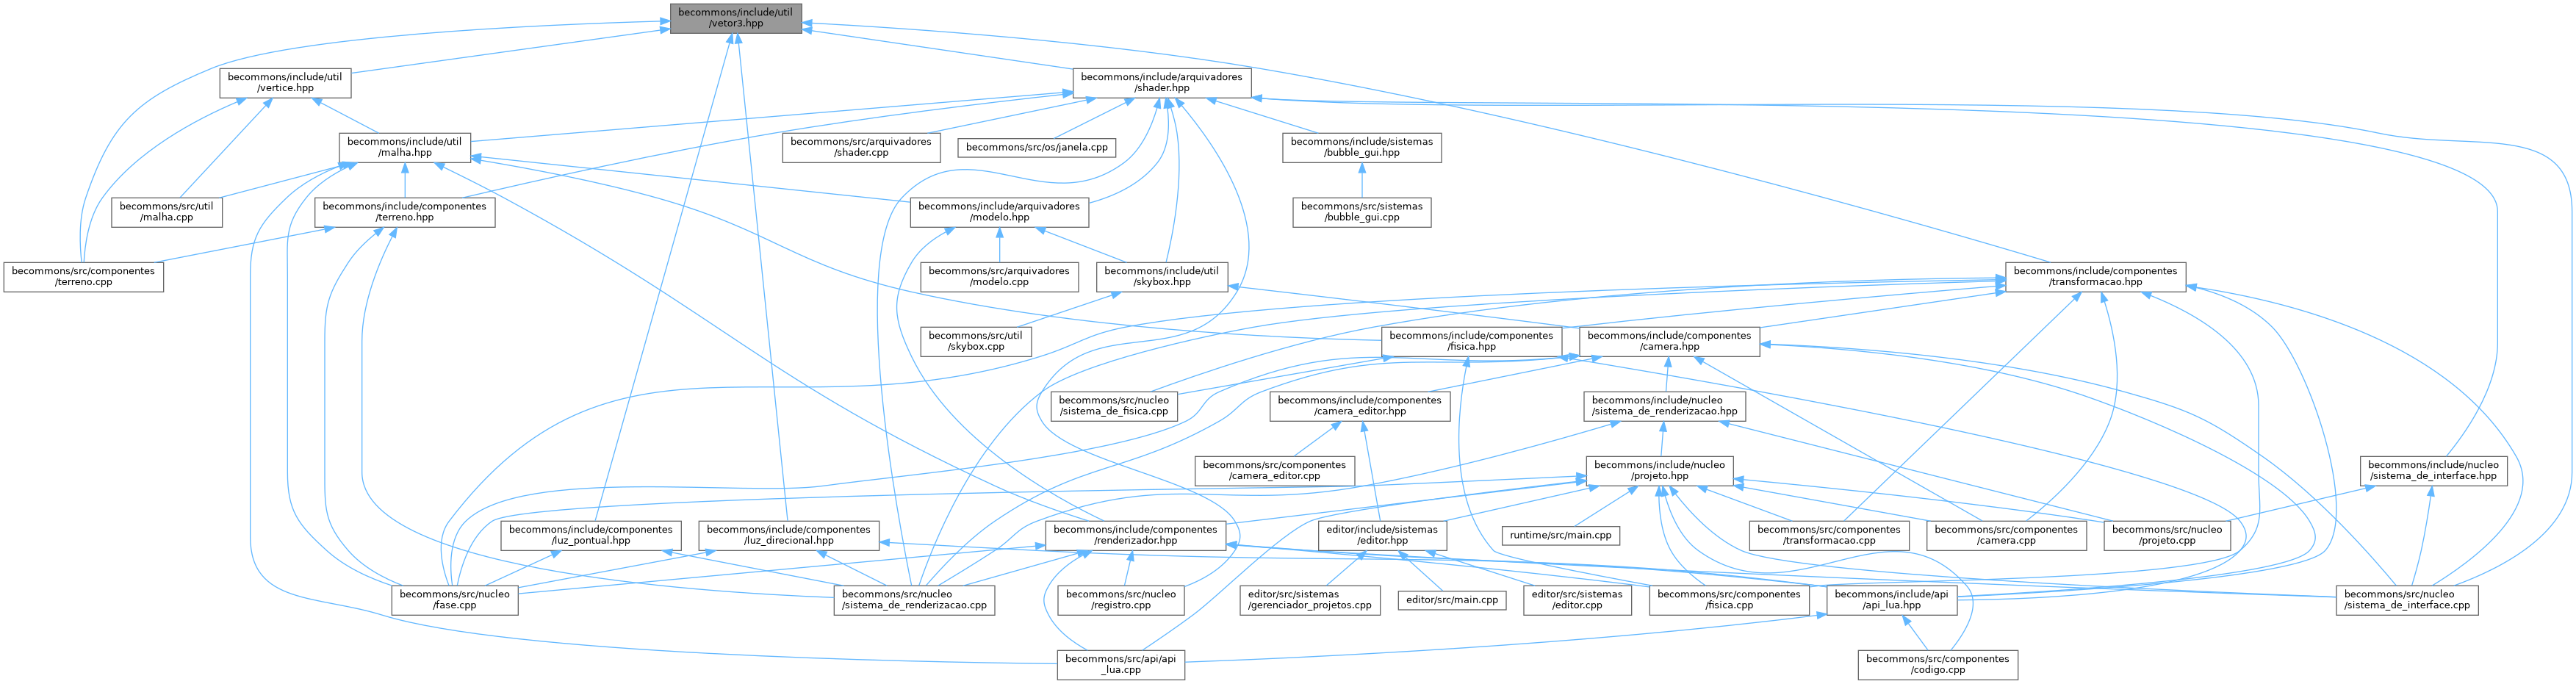 becommons/include/util
/vetor3.hpp
becommons/include/util
/vertice.hpp
becommons/include/arquivadores
/shader.hpp
becommons/include/util
/malha.hpp
becommons/src/arquivadores
/shader.cpp
becommons/src/os/janela.cpp
becommons/include/sistemas
/bubble_gui.hpp
becommons/src/util
/malha.cpp
becommons/include/componentes
/terreno.hpp
becommons/include/arquivadores
/modelo.hpp
becommons/src/sistemas
/bubble_gui.cpp
becommons/src/componentes
/terreno.cpp
becommons/src/arquivadores
/modelo.cpp
becommons/include/util
/skybox.hpp
becommons/include/componentes
/transformacao.hpp
becommons/src/util
/skybox.cpp
becommons/include/componentes
/fisica.hpp
becommons/include/componentes
/camera.hpp
becommons/src/nucleo
/sistema_de_fisica.cpp
becommons/include/componentes
/camera_editor.hpp
becommons/include/nucleo
/sistema_de_renderizacao.hpp
becommons/src/componentes
/camera_editor.cpp
becommons/include/nucleo
/projeto.hpp
becommons/include/nucleo
/sistema_de_interface.hpp
becommons/include/componentes
/luz_pontual.hpp
becommons/include/componentes
/luz_direcional.hpp
becommons/include/componentes
/renderizador.hpp
editor/include/sistemas
/editor.hpp
runtime/src/main.cpp
becommons/src/componentes
/transformacao.cpp
becommons/src/componentes
/camera.cpp
becommons/src/nucleo
/projeto.cpp
becommons/src/nucleo
/fase.cpp
becommons/src/nucleo
/sistema_de_renderizacao.cpp
becommons/src/nucleo
/registro.cpp
editor/src/sistemas
/gerenciador_projetos.cpp
editor/src/main.cpp
editor/src/sistemas
/editor.cpp
becommons/src/componentes
/fisica.cpp
becommons/include/api
/api_lua.hpp
becommons/src/nucleo
/sistema_de_interface.cpp
becommons/src/api/api
_lua.cpp
becommons/src/componentes
/codigo.cpp